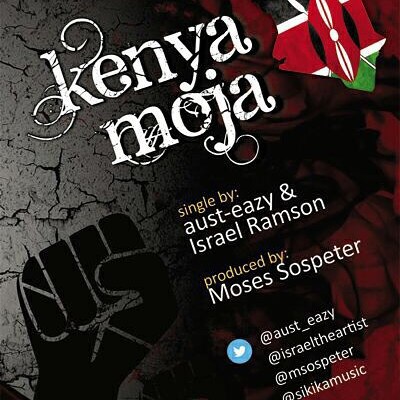 kenya
moja
single by:
aust-eazy &
Israel Ramson
produced by:
Moses Sospeter
@aust_eazy
@israeltheartist
@msospeter
@sikikamusic